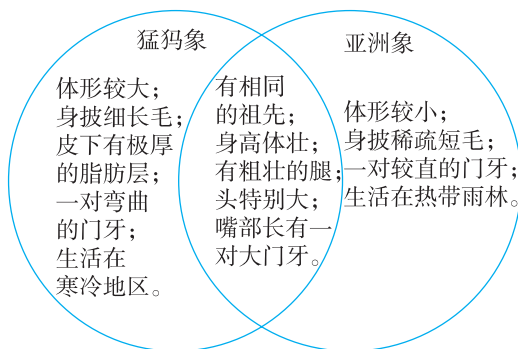 猛犸象
体形较大；
身披细长毛；
皮下有极厚
的脂肪层；
一对弯曲
的门牙；
生活在
寒冷地区。
有相同
的祖先；
身高体壮；
有粗壮的腿；
头特别大；
嘴部长有一
对大门牙。
亚洲象
体形较小；
身披稀疏短毛；
一对较直的门牙；
生活在热带雨林。